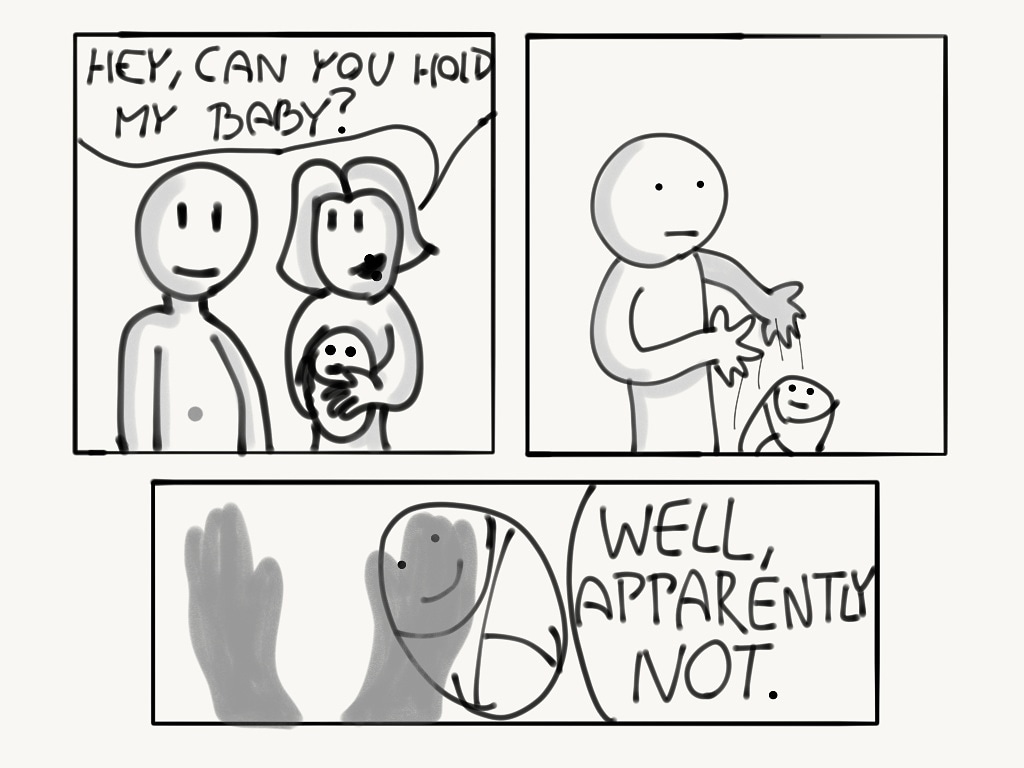 HEY, CAN YOU HOLD
MY BABY?
WELL,
APPARENTLY
NOT.